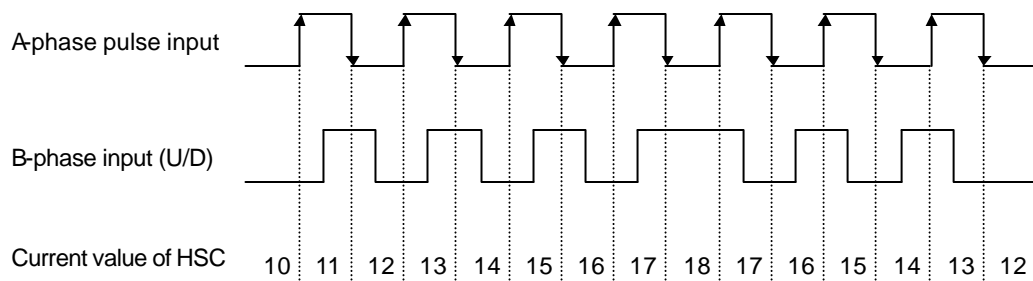 A-phase pulse input
B-phase input (U/D)
Current value of HSC 10 11 12 13 14 15 16 17 18 17 16 15 14 13 12